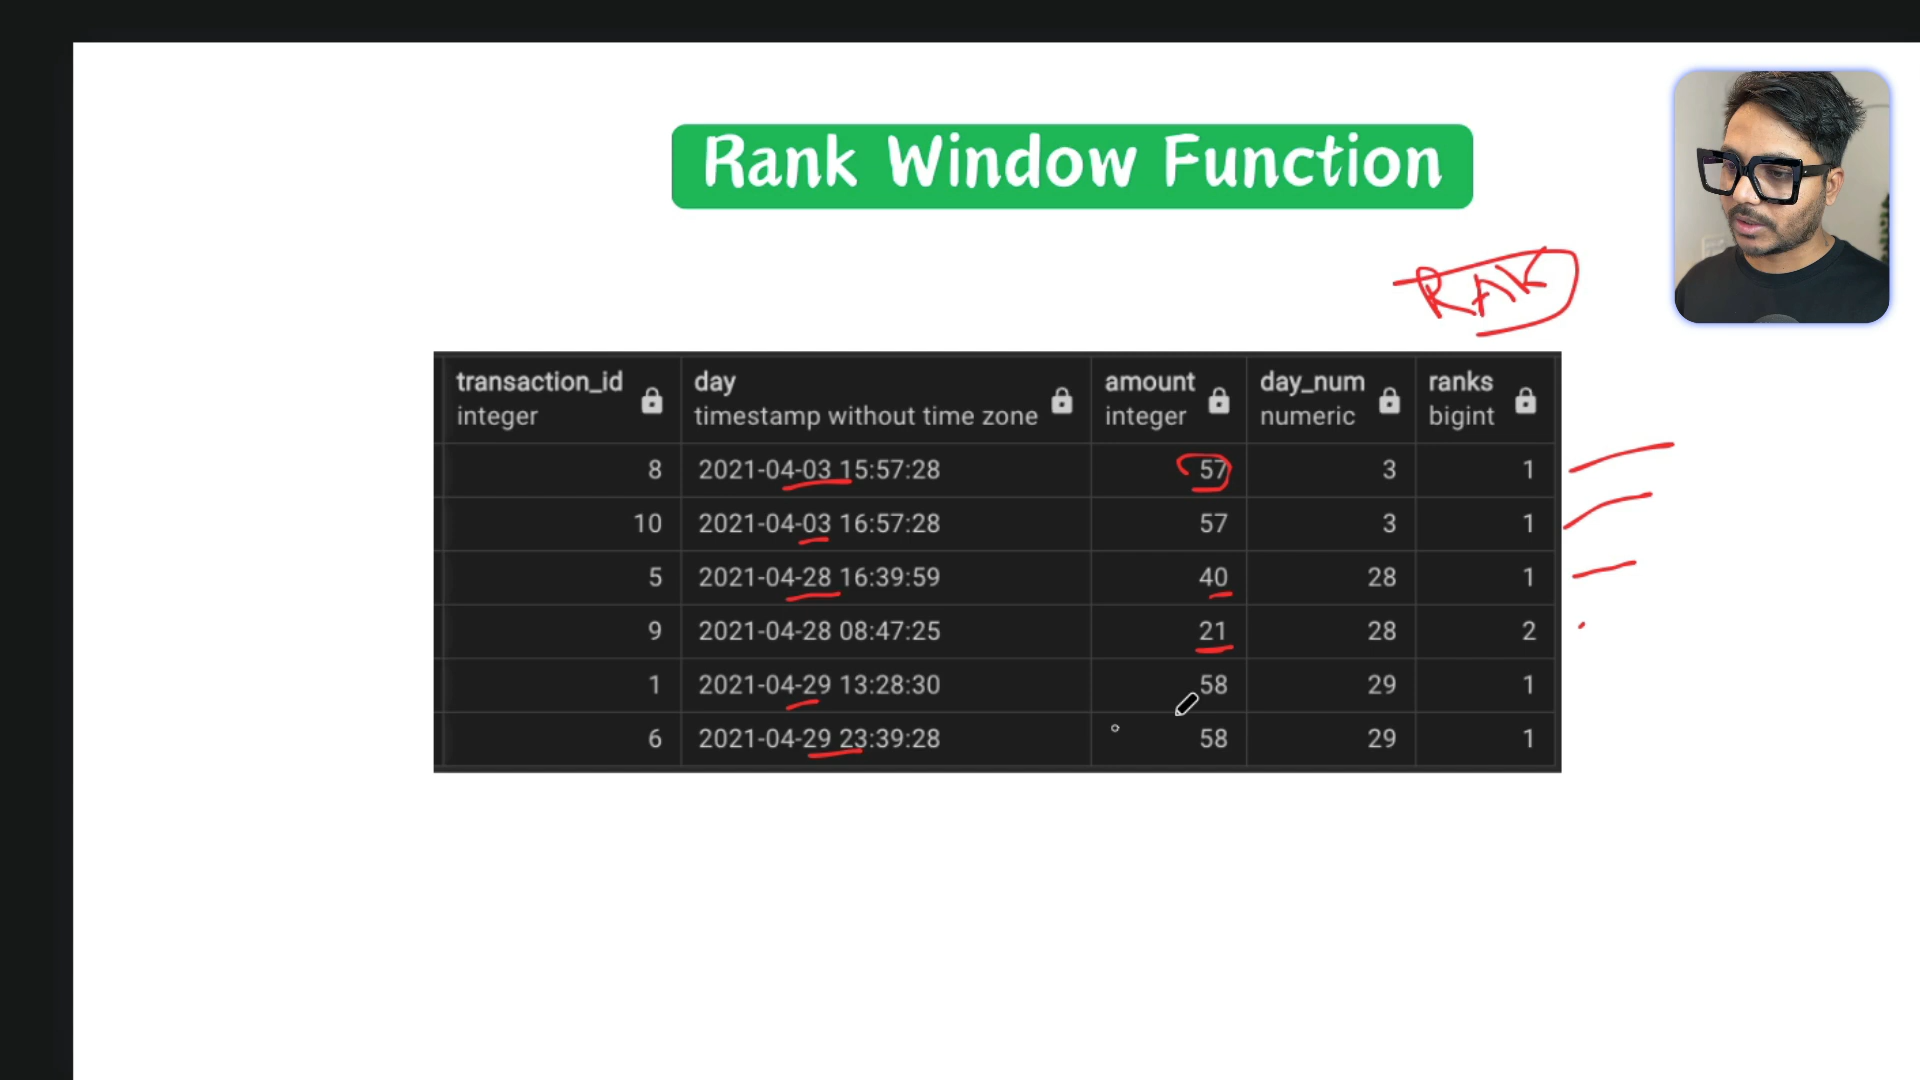 Rank Window Function
RAK
transaction_id day amount day_num ranks
integer timestamp without time zone integer numeric bigint
8 2021-04-03 15:57:28 57 3 1
10 2021-04-03 16:57:28 57 3 1
5 2021-04-28 16:39:59 40 28 1
9 2021-04-28 08:47:25 21 28 2
1 2021-04-29 13:28:30 58 29 1
6 2021-04-29 23:39:28 58 29 1